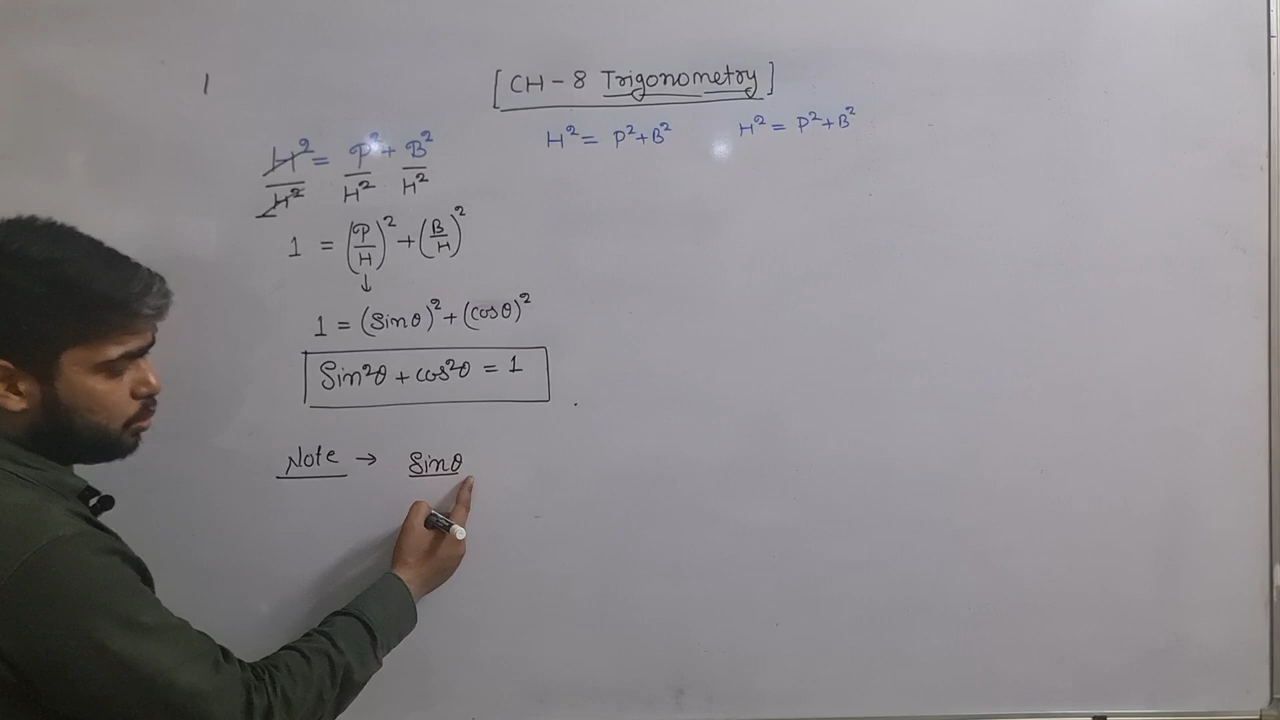 1
[ CH - 8 Trigonometry ]
H² = P² + B² H² = P² + B²
H²/H² = P²/H² + B²/H²
1 = (P/H)² + (B/H)²
↓
1 = (Sinθ)² + (cosθ)²
Sin²θ + cos²θ = 1
Note → Sinθ